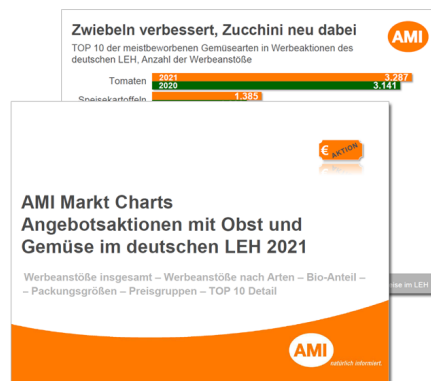 Zwiebeln verbessert, Zucchini neu dabei
TOP 10 der meistbeworbenen Gemüsearten in Werbeaktionen des
deutschen LEH, Anzahl der Werbeanstöße
AMI
Tomaten 2021 3.287
2020 3.141
Speisekartoffeln 1.385
€ AKTION
AMI Markt Charts
Angebotsaktionen mit Obst und
Gemüse im deutschen LEH 2021
Werbeanstöße insgesamt – Werbeanstöße nach Arten – Bio-Anteil –
– Packungsgrößen – Preisgruppen – TOP 10 Detail
im LEH
AMI
natürlich informiert.